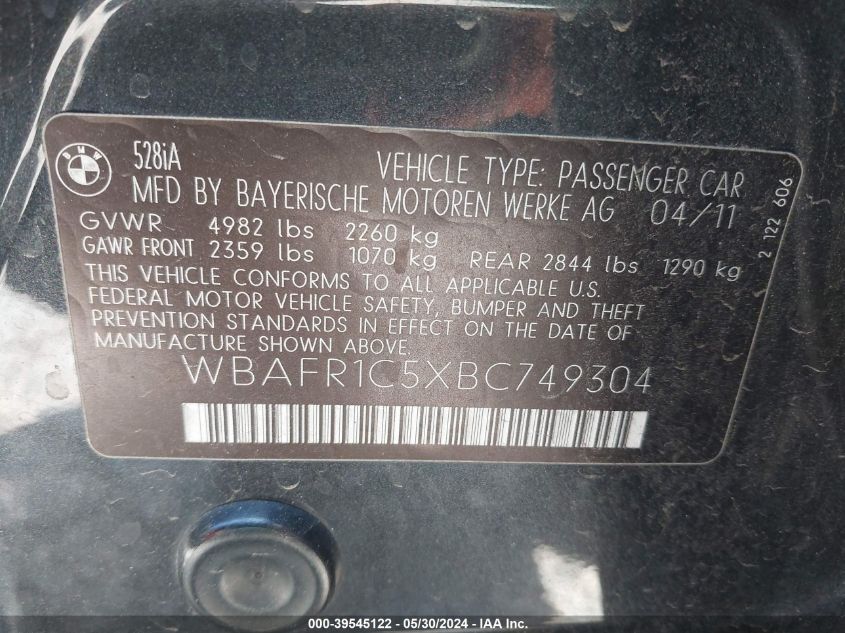 BMW
528iA VEHICLE TYPE: PASSENGER CAR
MFD BY BAYERISCHE MOTOREN WERKE AG 04/11
GVWR 4982 lbs 2260 kg
GAWR FRONT 2359 lbs 1070 kg REAR 2844 lbs 1290 kg
THIS VEHICLE CONFORMS TO ALL APPLICABLE U.S.
FEDERAL MOTOR VEHICLE SAFETY, BUMPER AND THEFT
PREVENTION STANDARDS IN EFFECT ON THE DATE OF
MANUFACTURE SHOWN ABOVE.
WBAFR1C5XBC749304
2 122 606
000-39545122 - 05/30/2024 - IAA Inc.